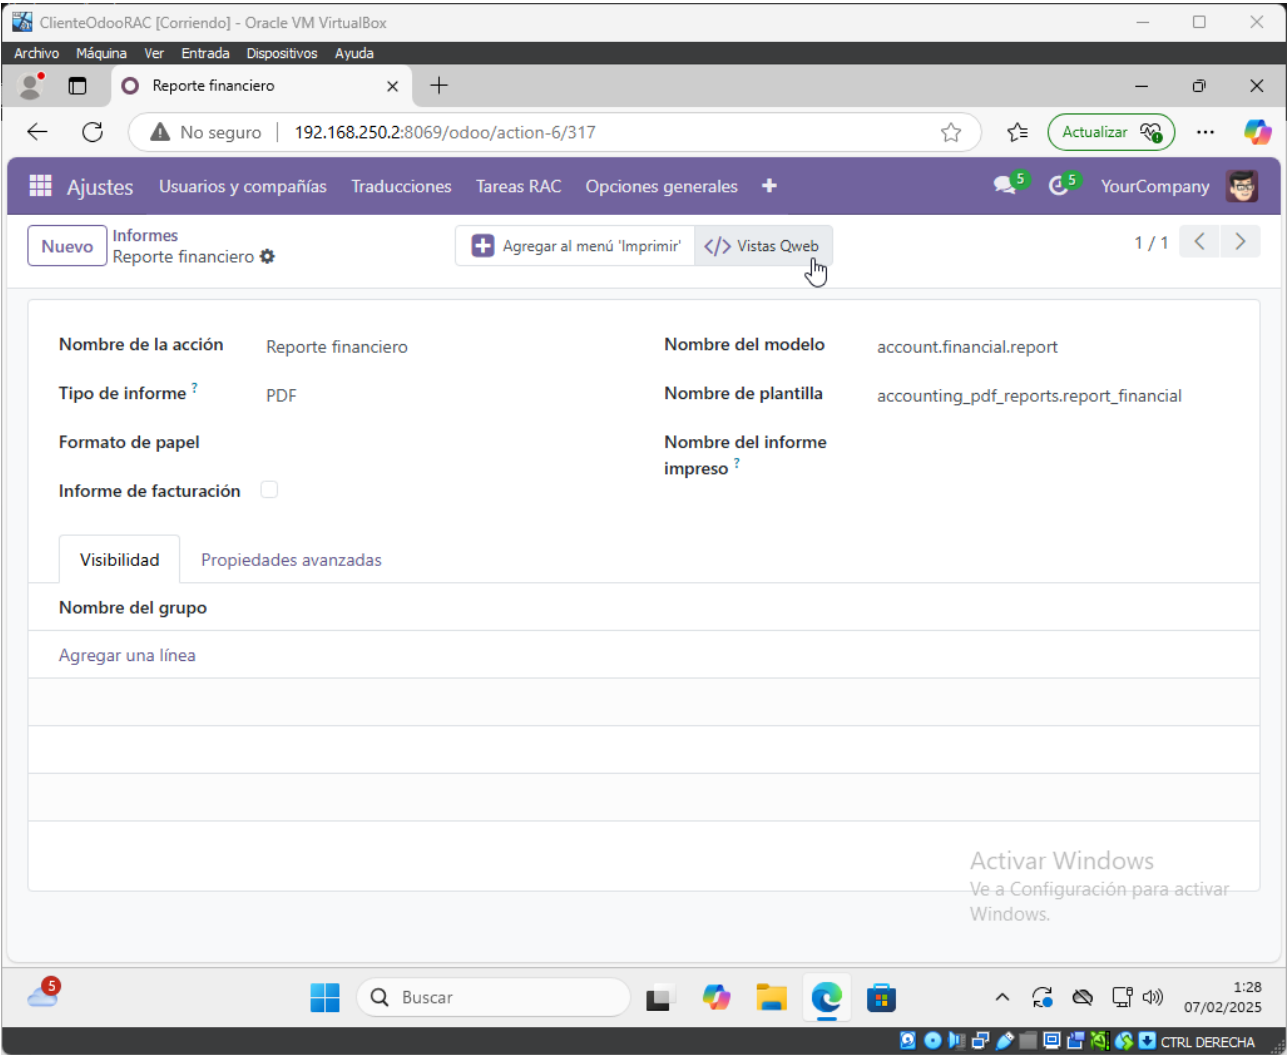 ClienteOdooRAC [Corriendo] - Oracle VM VirtualBox
Archivo Máquina Ver Entrada Dispositivos Ayuda
Reporte financiero
No seguro 192.168.250.2:8069/odoo/action-6/317 Actualizar
Ajustes Usuarios y compañías Traducciones Tareas RAC Opciones generales 5 5 YourCompany
Nuevo
Informes
Reporte financiero
Agregar al menú 'Imprimir'
</> Vistas Qweb
1 / 1
Nombre de la acción Reporte financiero Nombre del modelo account.financial.report
Tipo de informe ? PDF Nombre de plantilla accounting_pdf_reports.report_financial
Formato de papel Nombre del informe
impreso ?
Informe de facturación
Visibilidad Propiedades avanzadas
Nombre del grupo
Agregar una línea
Activar Windows
Ve a Configuración para activar
Windows.
5
Buscar
1:28
07/02/2025
CTRL DERECHA